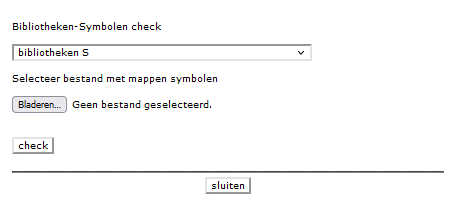 Bibliotheken-Symbolen check
bibliotheken S
Selecteer bestand met mappen symbolen
Bladeren... Geen bestand geselecteerd.
check
sluiten